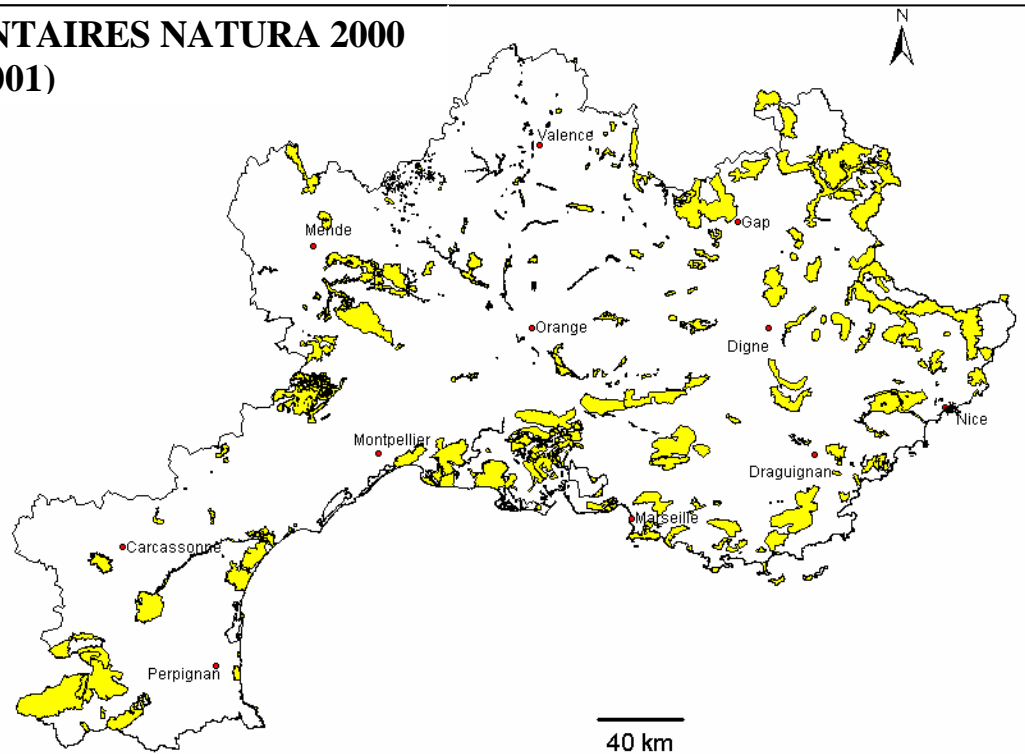 NTAIRES NATURA 2000
001)
N
Valence
Gap
Mende
Orange
Digne
Nice
Montpellier
Draguignan
Marseille
Carcassonne
Perpignan
40 km